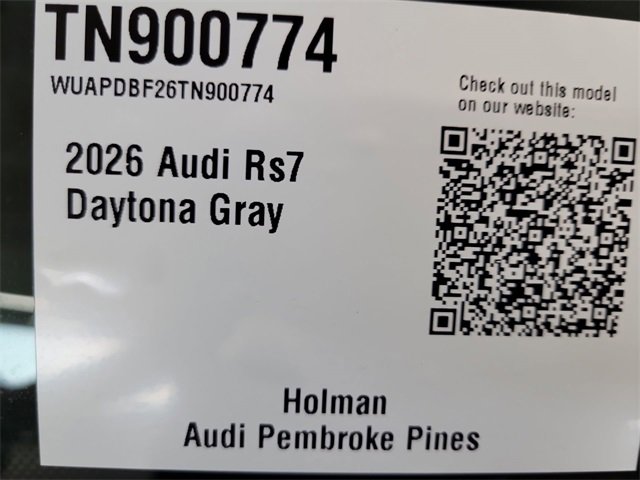 TN900774
WUAPDBF26TN900774
Check out this model
on our website:
2026 Audi Rs7
Daytona Gray
Holman
Audi Pembroke Pines